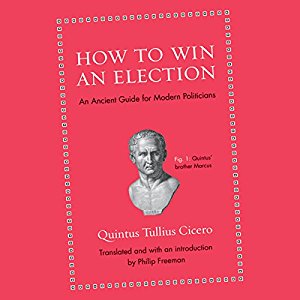 HOW TO WIN
AN ELECTION
An Ancient Guide for Modern Politicians
Fig. 1: Quintus'
brother Marcus
Quintus Tullius Cicero
Translated and with an introduction
by Philip Freeman